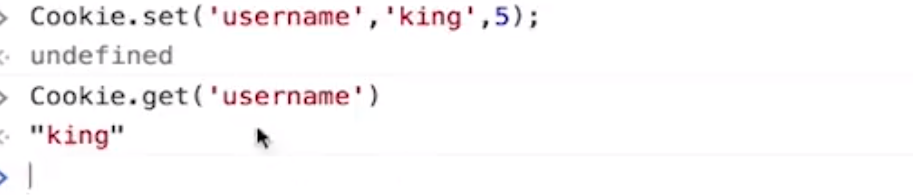 > Cookie.set('username','king',5);
undefined
> Cookie.get('username')
"king"
>